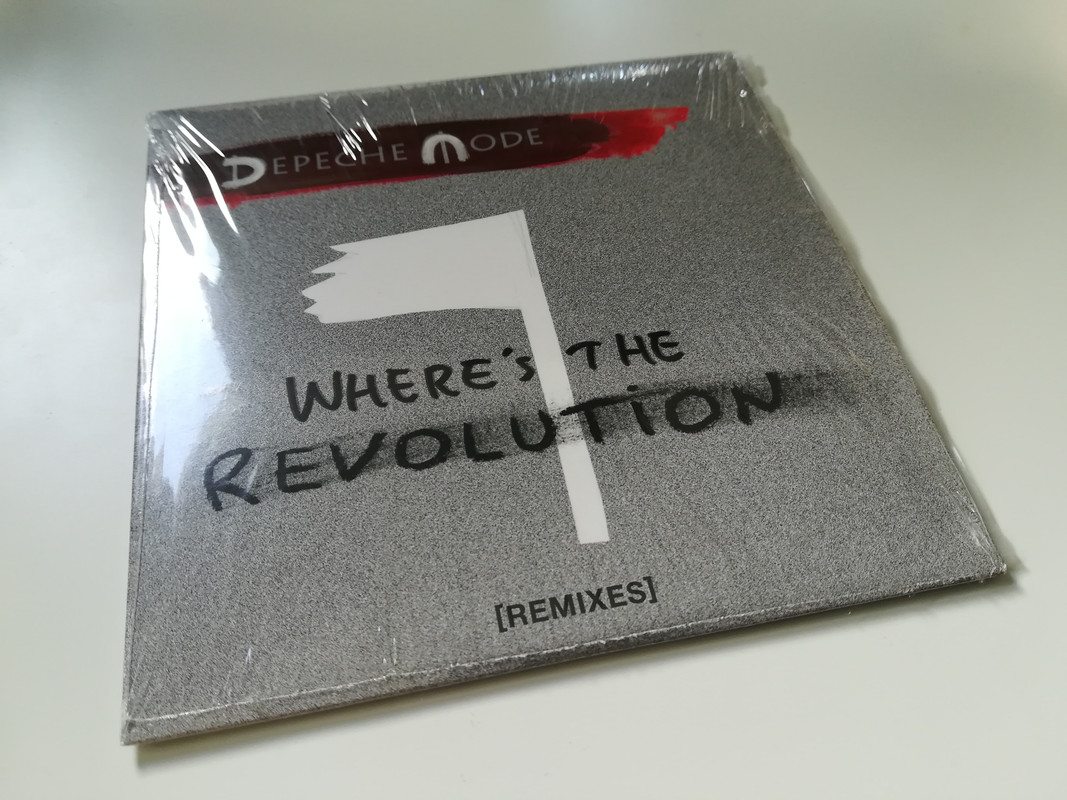 DEPECHE MODE
WHERE'S THE
REVOLUTiON
[REMIXES]